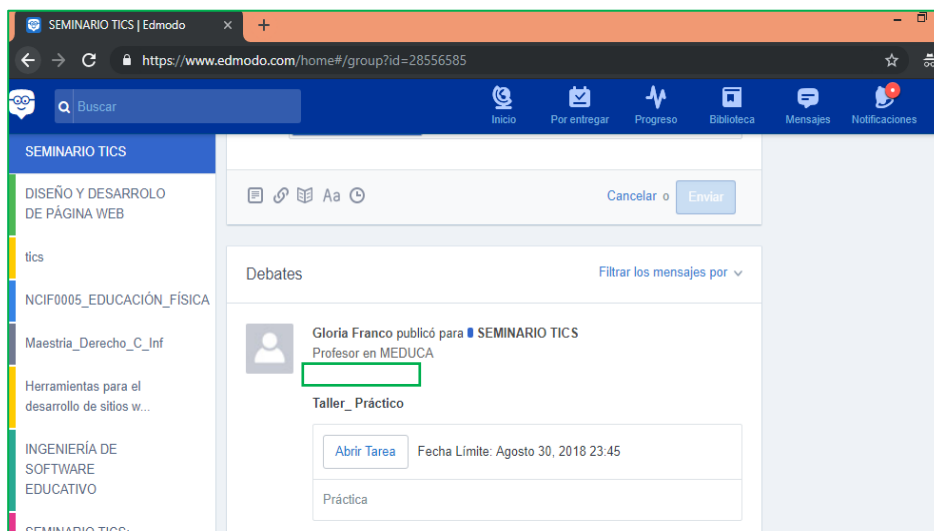 SEMINARIO TICS | Edmodo
https://www.edmodo.com/home#/group?id=28556585
Buscar
Inicio
Por entregar
Progreso
Biblioteca
Mensajes
Notificaciones
SEMINARIO TICS
DISEÑO Y DESARROLO
DE PÁGINA WEB
tics
NCIF0005_EDUCACIÓN_FÍSICA
Maestria_Derecho_C_Inf
Herramientas para el
desarrollo de sitios w...
INGENIERÍA DE
SOFTWARE
EDUCATIVO
SEMINARIO TICS:
Aa
Cancelar o Enviar
Debates
Filtrar los mensajes por
Gloria Franco publicó para SEMINARIO TICS
Profesor en MEDUCA
Taller_ Práctico
Abrir Tarea Fecha Límite: Agosto 30, 2018 23:45
Práctica